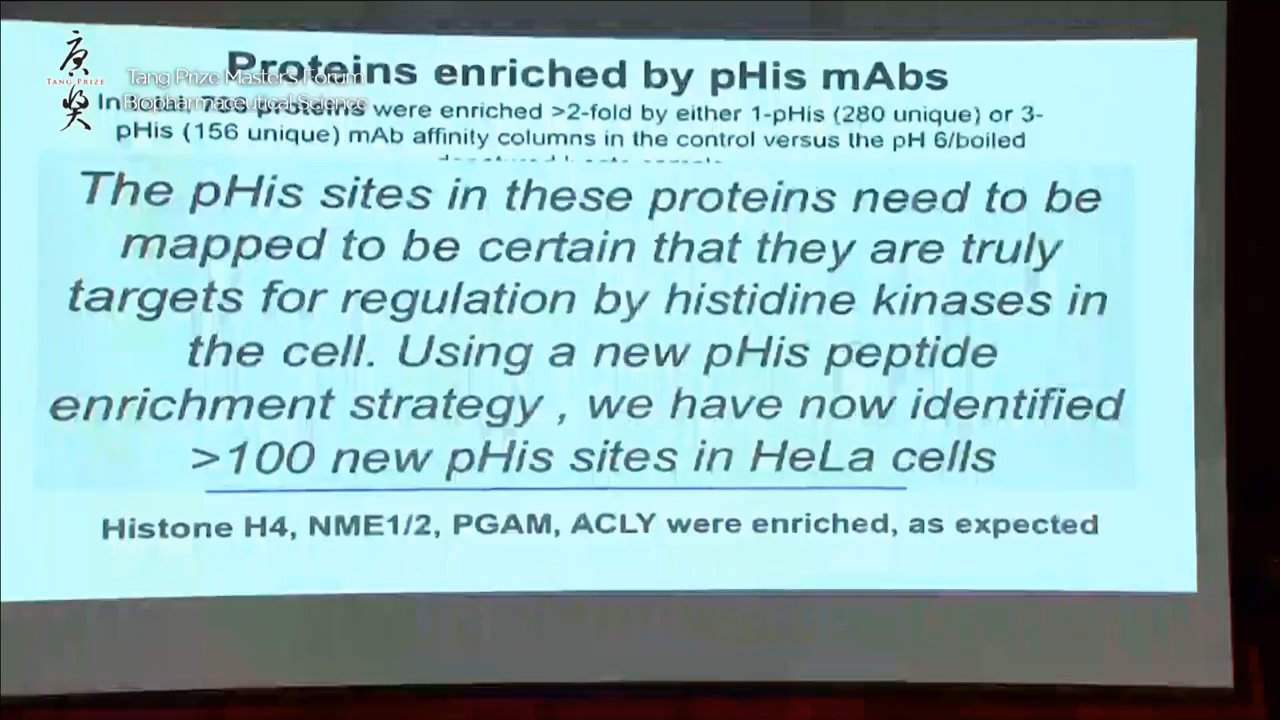 庚
TANG PRIZE
奖
Tang Prize Masters' Forum
Biopharmaceutical Science
Proteins enriched by pHis mAbs
In proteins were enriched >2-fold by either 1-pHis (280 unique) or 3-
pHis (156 unique) mAb affinity columns in the control versus the pH 6/boiled
The pHis sites in these proteins need to be
mapped to be certain that they are truly
targets for regulation by histidine kinases in
the cell. Using a new pHis peptide
enrichment strategy , we have now identified
>100 new pHis sites in HeLa cells
Histone H4, NME1/2, PGAM, ACLY were enriched, as expected